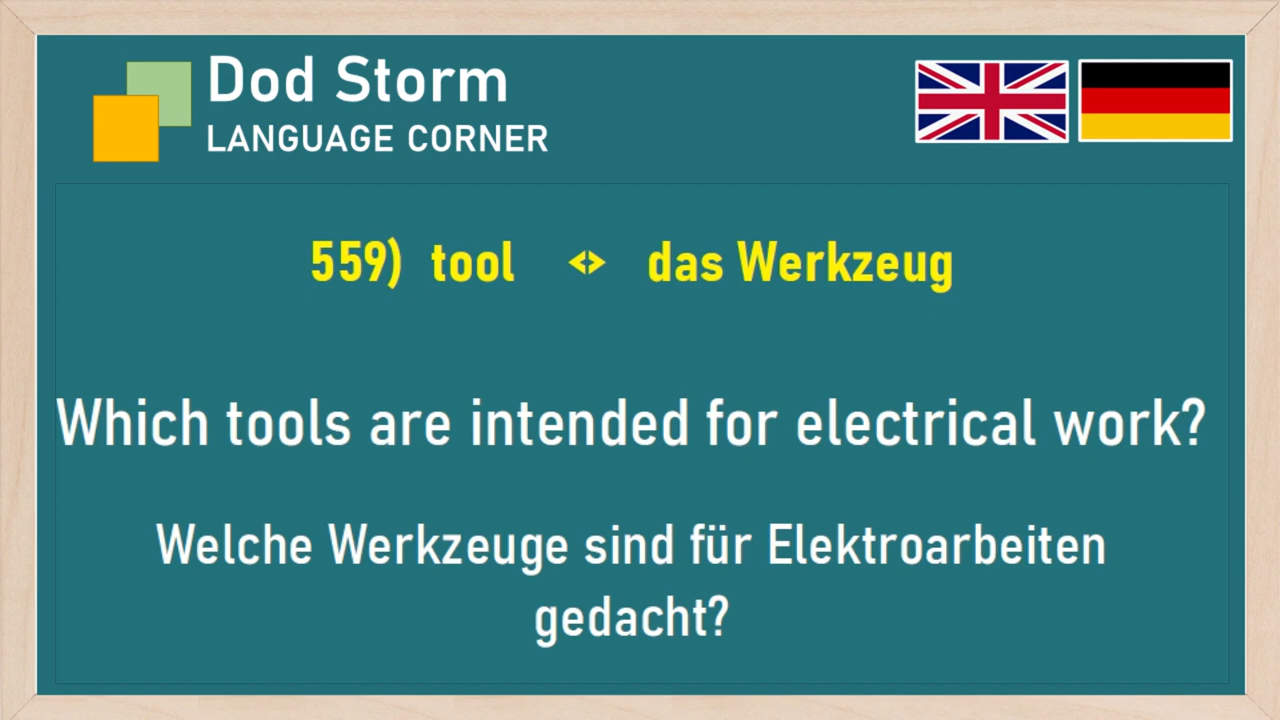 Dod Storm
LANGUAGE CORNER
559) tool <> das Werkzeug
Which tools are intended for electrical work?
Welche Werkzeuge sind für Elektroarbeiten
gedacht?